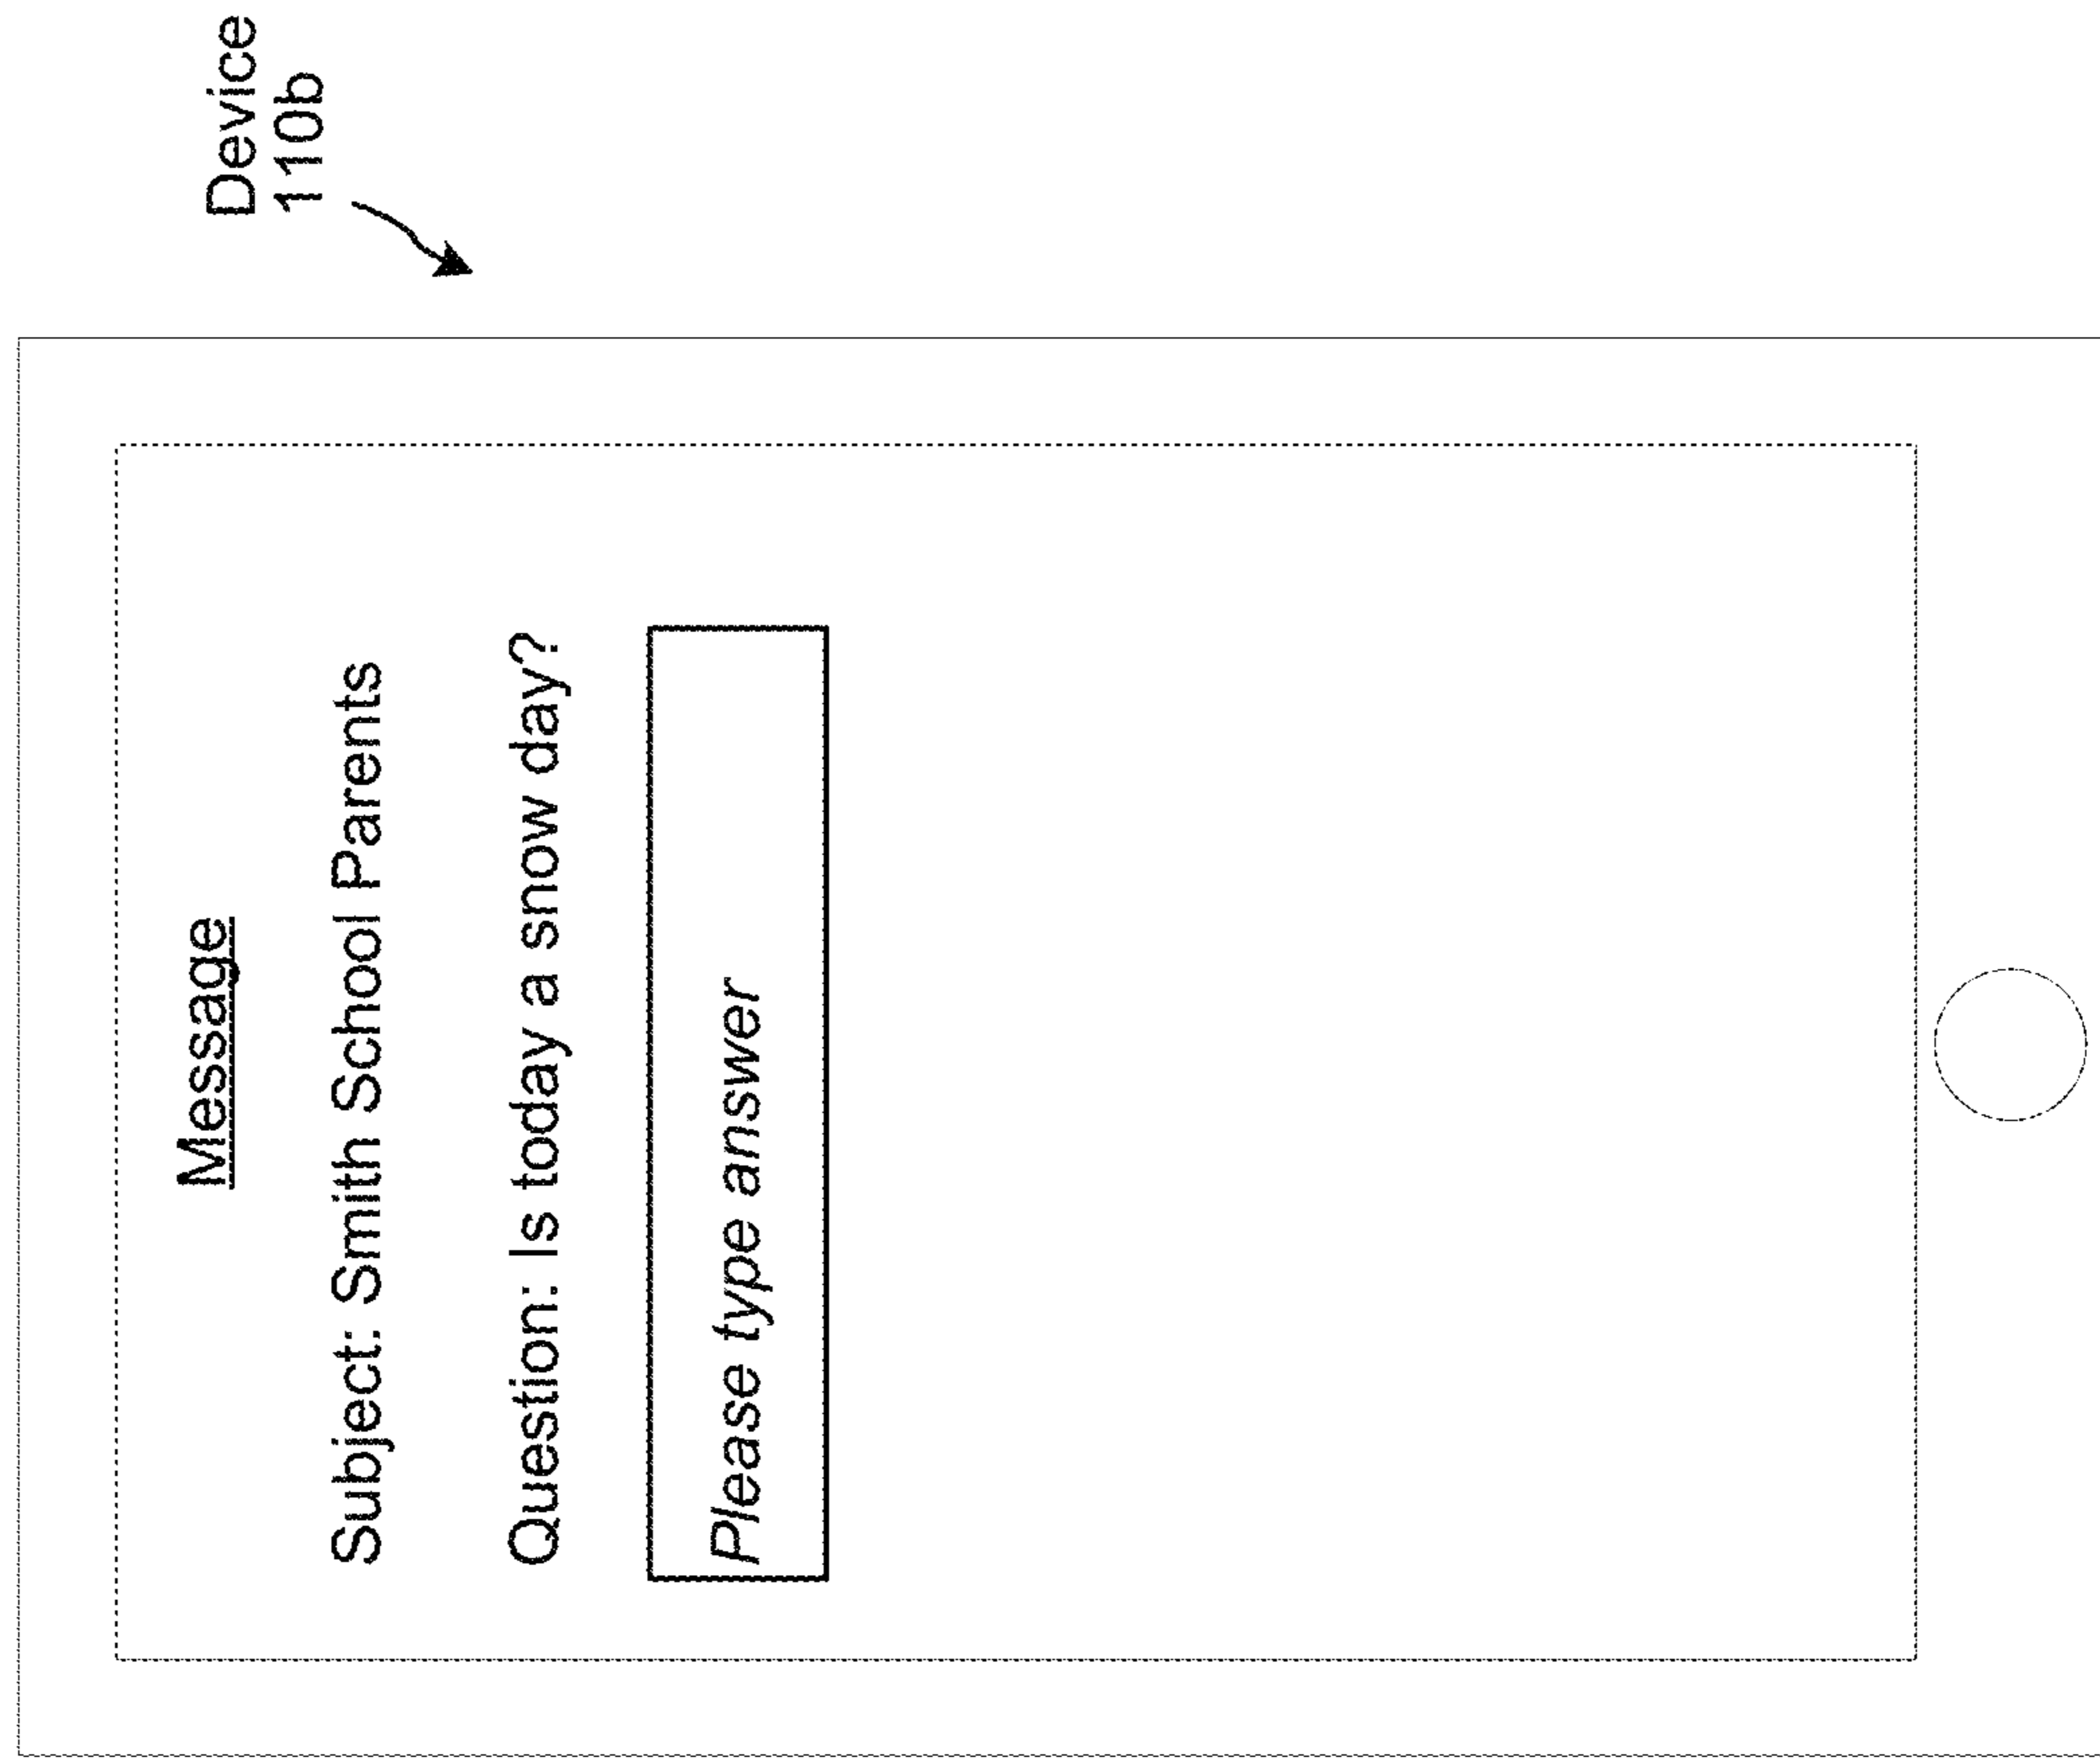 Device
110b
Message
Subject: Smith School Parents
Question: Is today a snow day?
Please type answer